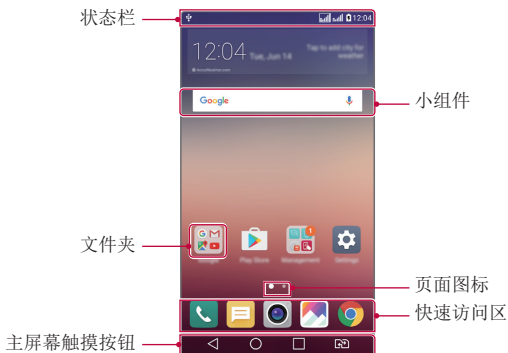 状态栏
12:04
12:04 Tue, Jun 14
Tap to add city for
weather
Google
小组件
文件夹
1
Google
Play Store
Management
Settings
页面图标
快速访问区
主屏幕触摸按钮